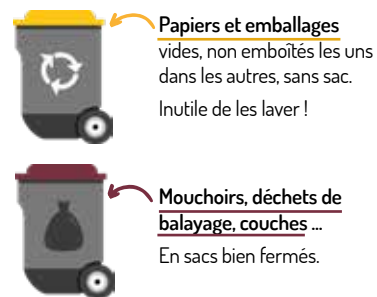 Papiers et emballages
vides, non emboîtés les uns
dans les autres, sans sac.
Inutile de les laver !
Mouchoirs, déchets de
balayage, couches ...
En sacs bien fermés.